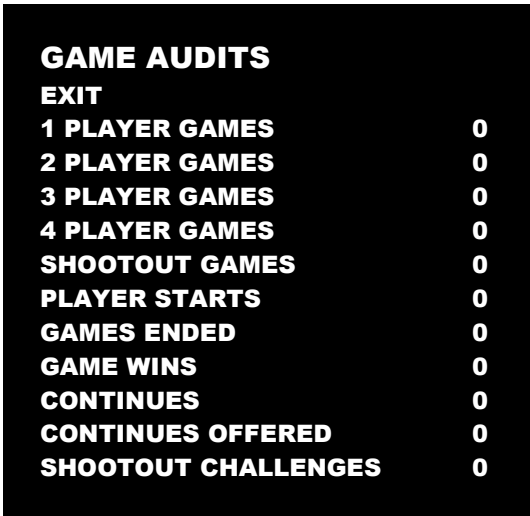 GAME AUDITS
EXIT
1 PLAYER GAMES 0
2 PLAYER GAMES 0
3 PLAYER GAMES 0
4 PLAYER GAMES 0
SHOOTOUT GAMES 0
PLAYER STARTS 0
GAMES ENDED 0
GAME WINS 0
CONTINUES 0
CONTINUES OFFERED 0
SHOOTOUT CHALLENGES 0